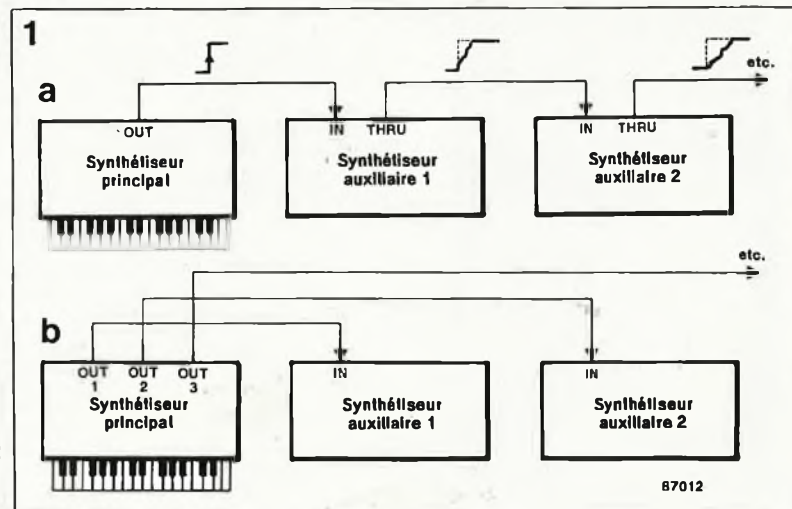 1
a
etc.
OUT
IN THRU
IN THRU
Synthétiseur
principal
Synthétiseur
auxiliaire 1
Synthétiseur
auxiliaire 2
etc.
b
OUT OUT OUT
1 2 3
IN
IN
Synthétiseur
principal
Synthétiseur
auxiliaire 1
Synthétiseur
auxiliaire 2
87012